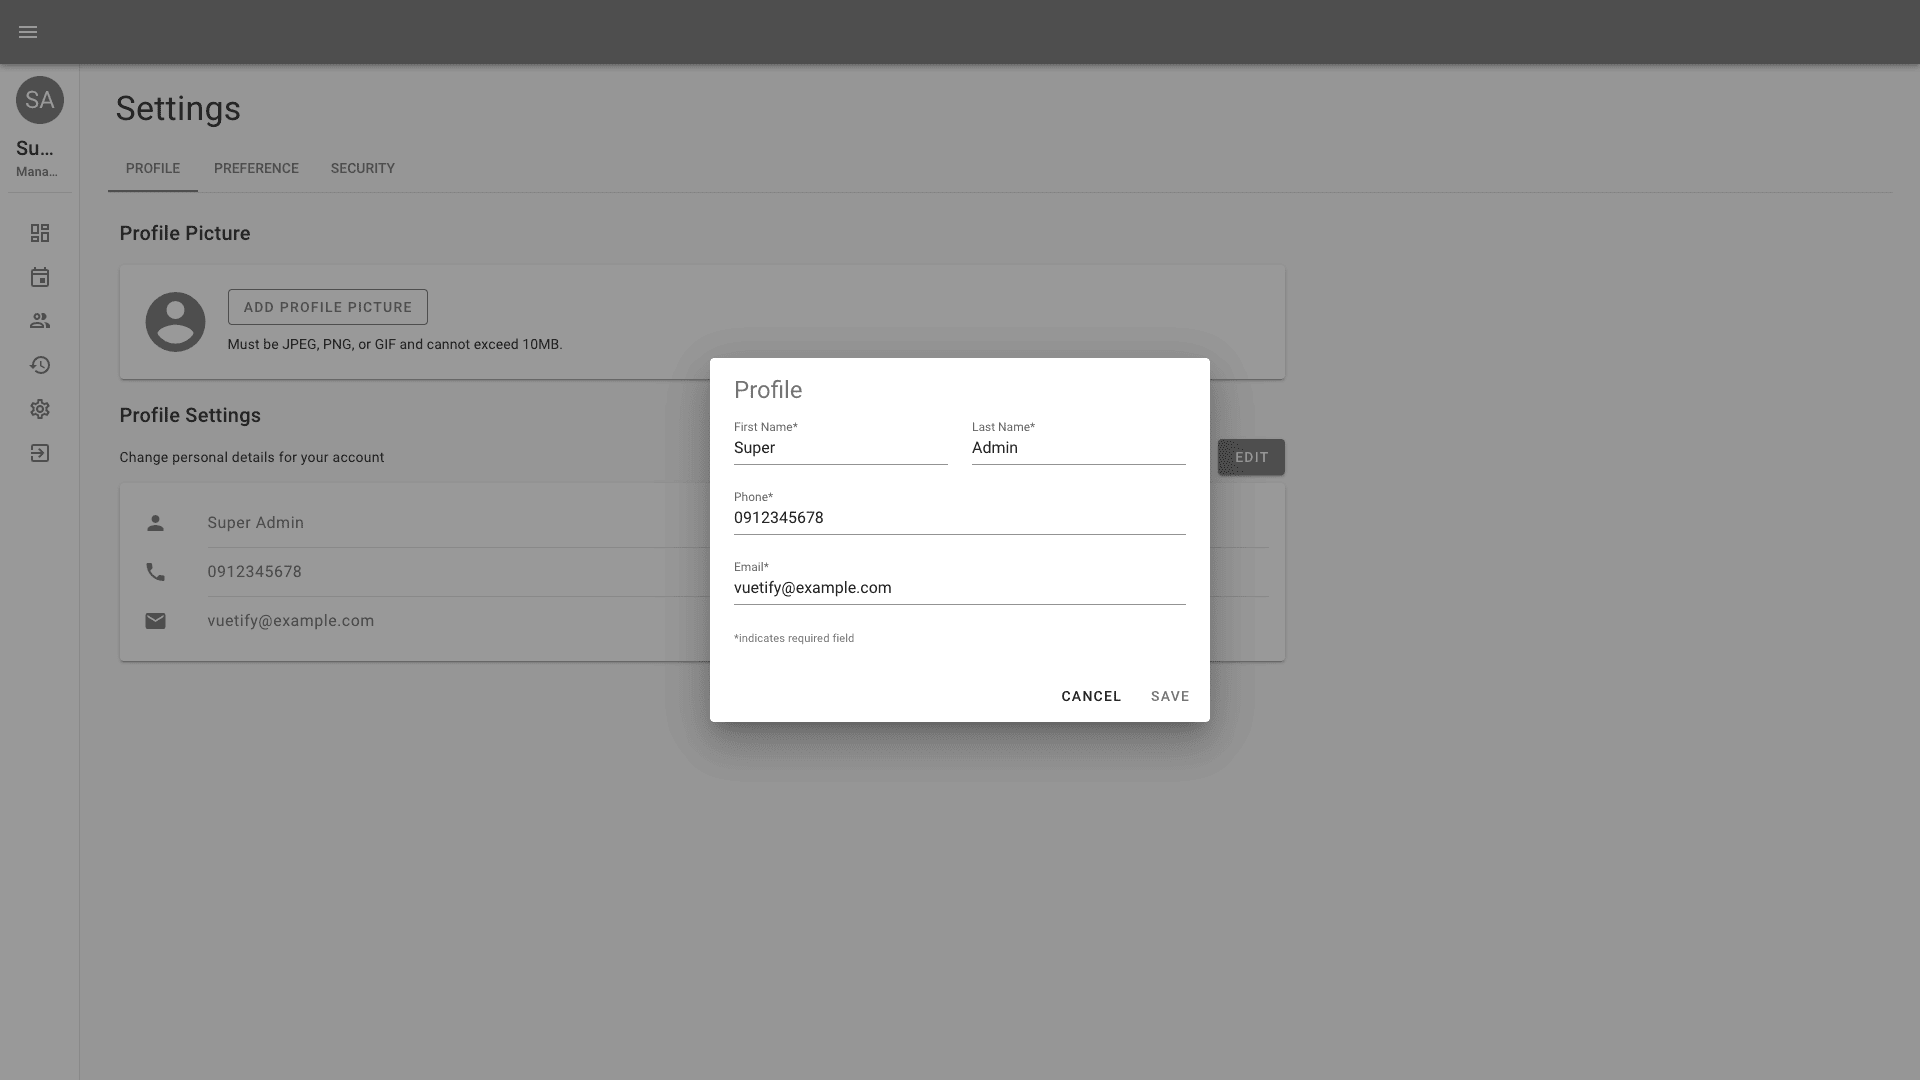 SA
Su...
Mana...
Settings
PROFILE PREFERENCE SECURITY
Profile Picture
ADD PROFILE PICTURE
Must be JPEG, PNG, or GIF and cannot exceed 10MB.
Profile Settings
Change personal details for your account
EDIT
Super Admin
0912345678
vuetify@example.com
Profile
First Name* Last Name*
Super Admin
Phone*
0912345678
Email*
vuetify@example.com
*indicates required field
CANCEL SAVE